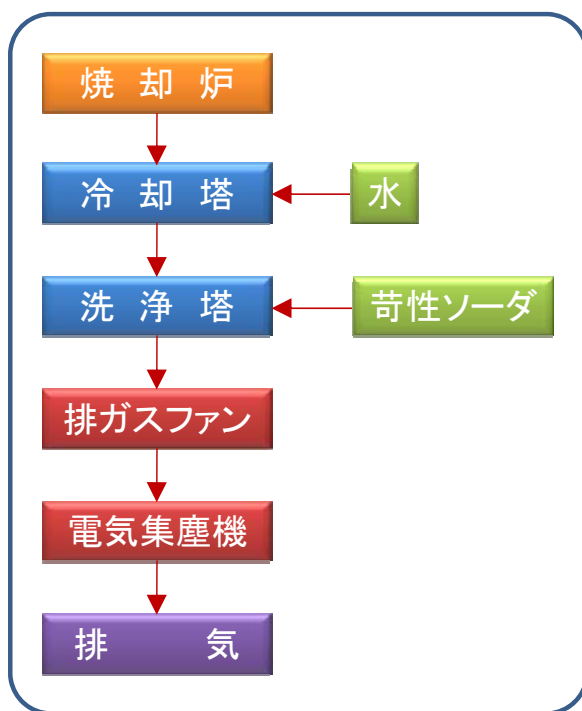 焼却炉
冷却塔
水
洗浄塔
苛性ソーダ
排ガスファン
電気集塵機
排気